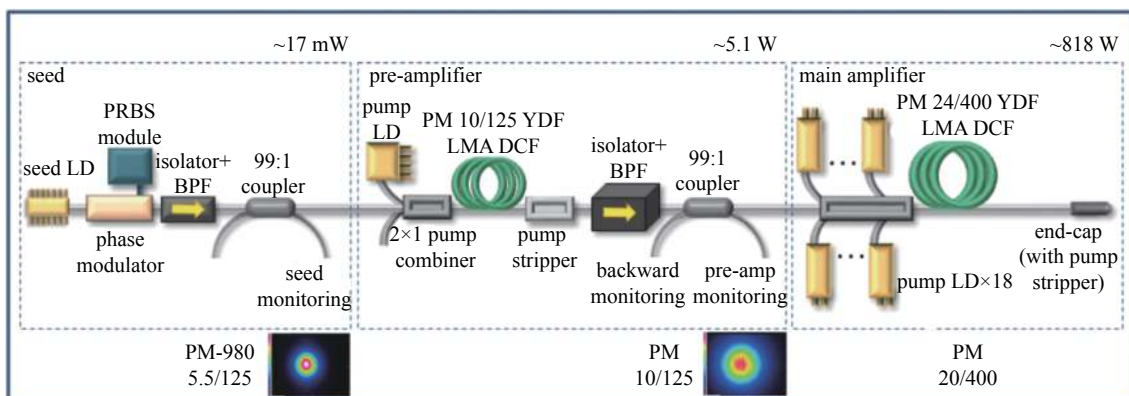 ~17 mW
~5.1 W
~818 W
seed
pre-amplifier
main amplifier
PRBS
module
isolator+
BPF
99:1
coupler
seed LD
phase
modulator
seed
monitoring
pump
LD
PM 10/125 YDF
LMA DCF
isolator+
BPF
99:1
coupler
2×1 pump
combiner
pump
stripper
backward
monitoring
pre-amp
monitoring
PM 24/400 YDF
LMA DCF
pump LD×18
end-cap
(with pump
stripper)
PM-980
5.5/125
PM
10/125
PM
20/400